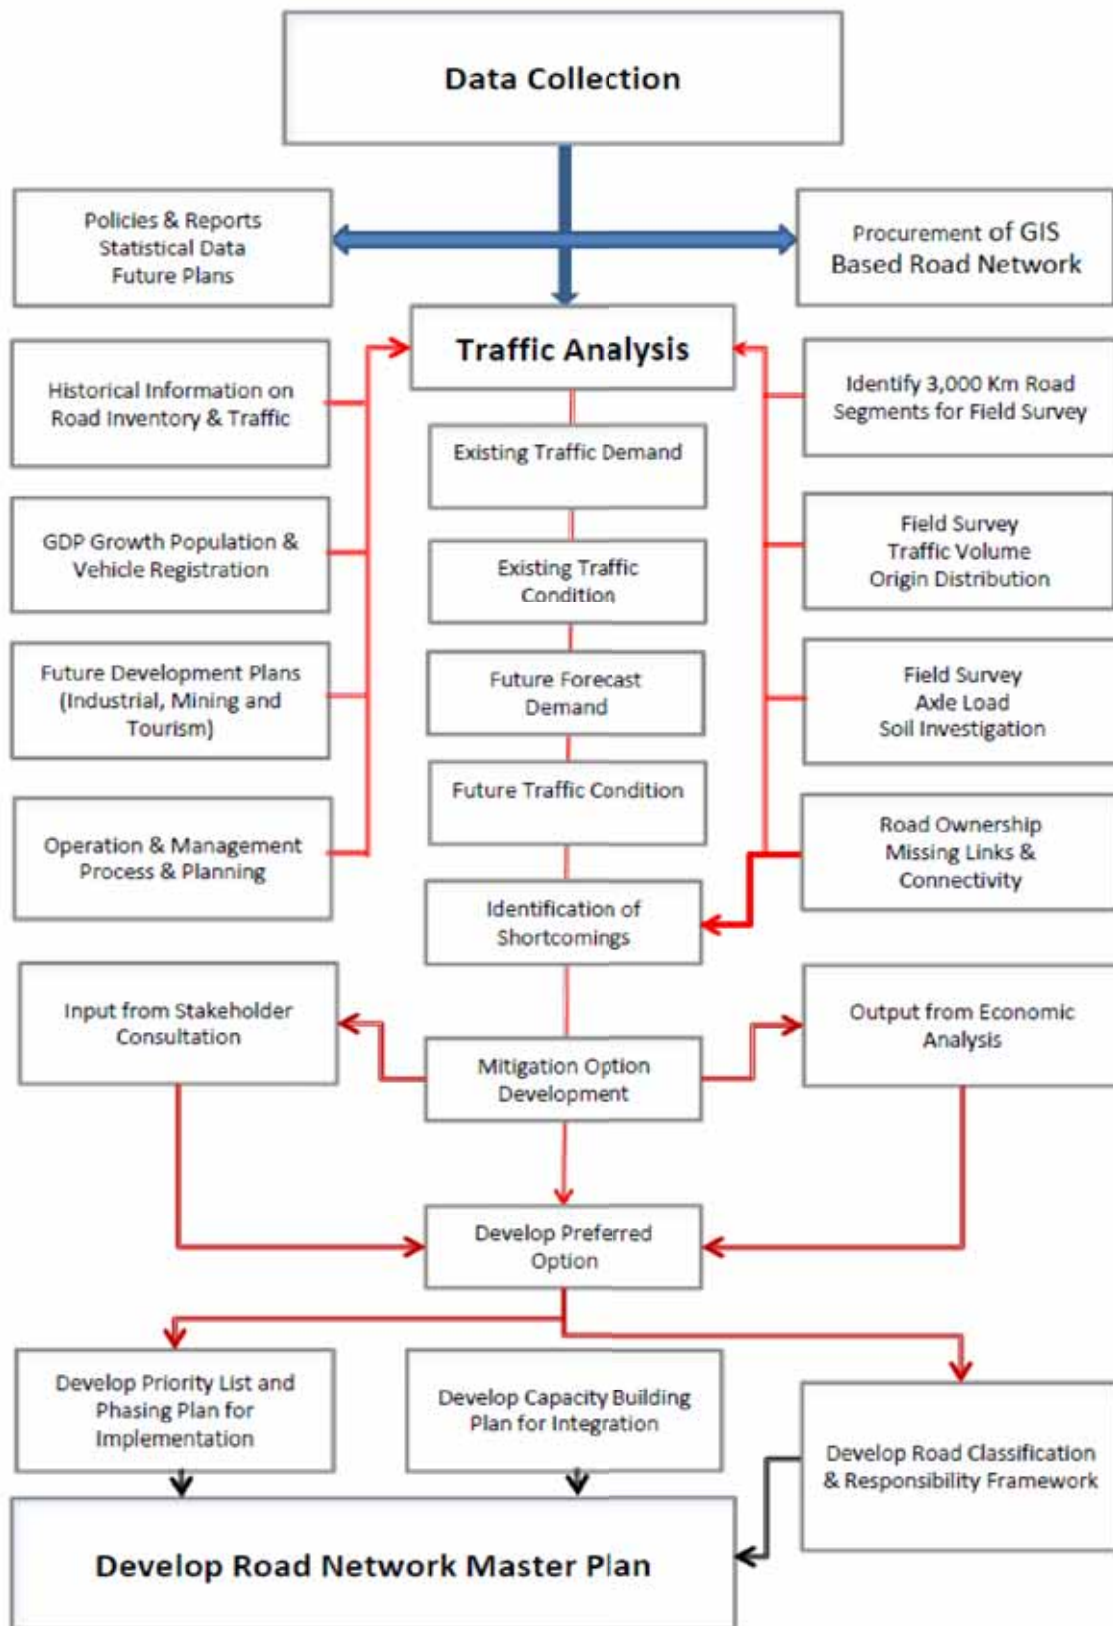 Data Collection
Policies & Reports
Statistical Data
Future Plans
Procurement of GIS
Based Road Network
Traffic Analysis
Historical Information on
Road Inventory & Traffic
Identify 3,000 Km Road
Segments for Field Survey
Existing Traffic Demand
GDP Growth Population &
Vehicle Registration
Existing Traffic
Condition
Field Survey
Traffic Volume
Origin Distribution
Future Development Plans
(Industrial, Mining and
Tourism)
Future Forecast
Demand
Field Survey
Axle Load
Soil Investigation
Future Traffic Condition
Operation & Management
Process & Planning
Road Ownership
Missing Links &
Connectivity
Identification of
Shortcomings
Input from Stakeholder
Consultation
Output from Economic
Analysis
Mitigation Option
Development
Develop Preferred
Option
Develop Priority List and
Phasing Plan for
Implementation
Develop Capacity Building
Plan for Integration
Develop Road Classification
& Responsibility Framework
Develop Road Network Master Plan